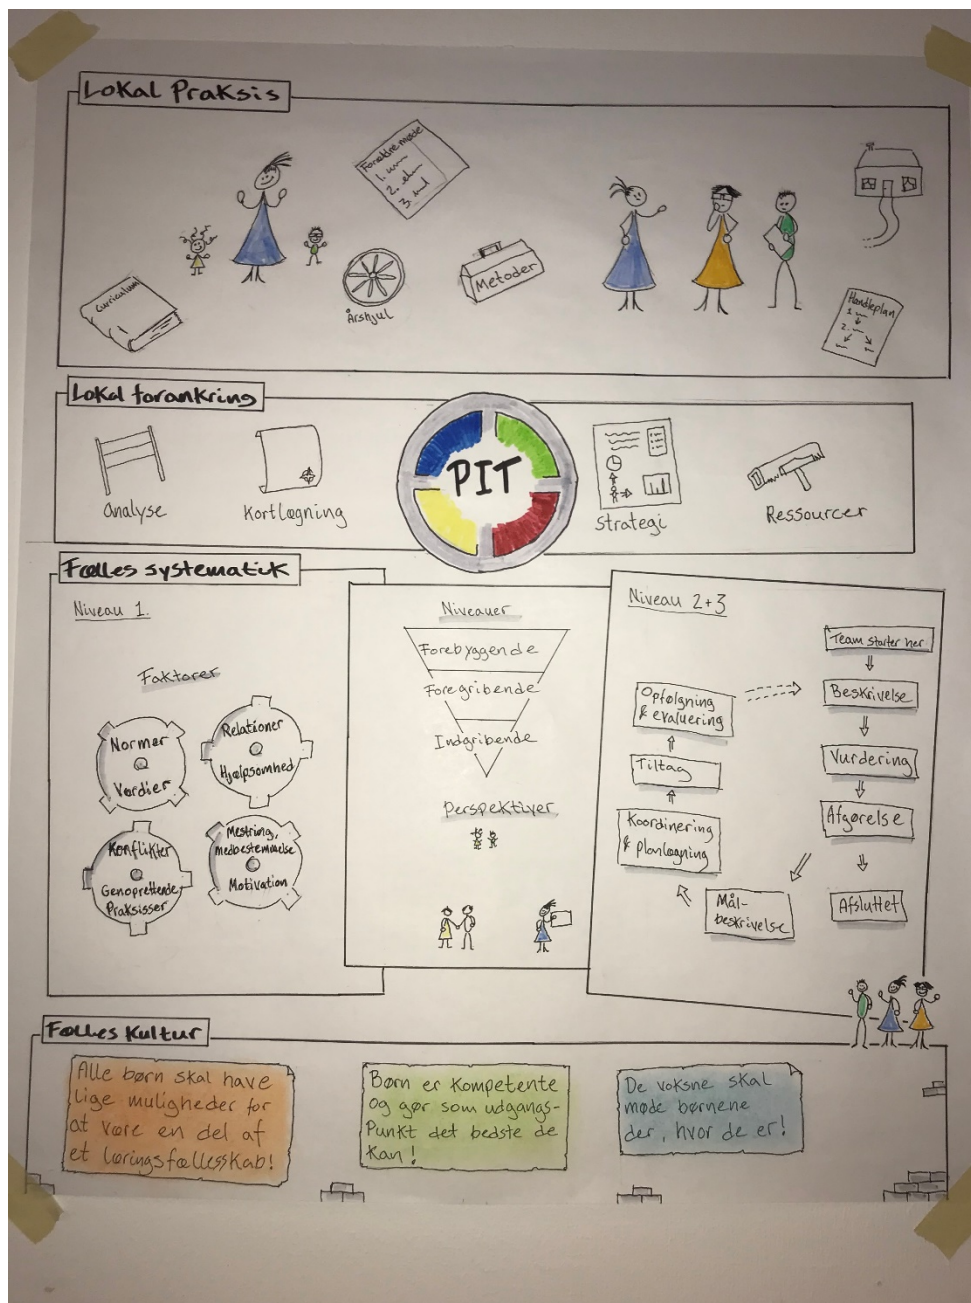 Lokal Praksis
Forældremøde
1.
2.
3.
Curriculum
Årshjul
Metoder
Handleplan
1.
2.
Lokal forankring
Analyse
Kortlægning
PIT
Strategi
Ressourcer
Fælles systematik
Niveau 1.
Faktorer
Normer
Værdier
Relationer
Hjælpsomhed
Konflikter
Genoprettende
Praksisser
Mestring,
medbestemmelse
Motivation
Niveauer
Forebyggende
Foregribende
Indgribende
Perspektiver
Niveau 2+3
Team starter her
Beskrivelse
Vurdering
Afgørelse
Afsluttet
Mål-
beskrivelse
Koordinering
& planlægning
Tiltag
Opfølgning
& evaluering
Fælles Kultur
Alle børn skal have
lige muligheder for
at være en del af
et læringsfællesskab!
Børn er kompetente
og gør som udgangs-
Punkt det bedste de
kan!
De voksne skal
møde børnene
der, hvor de er!